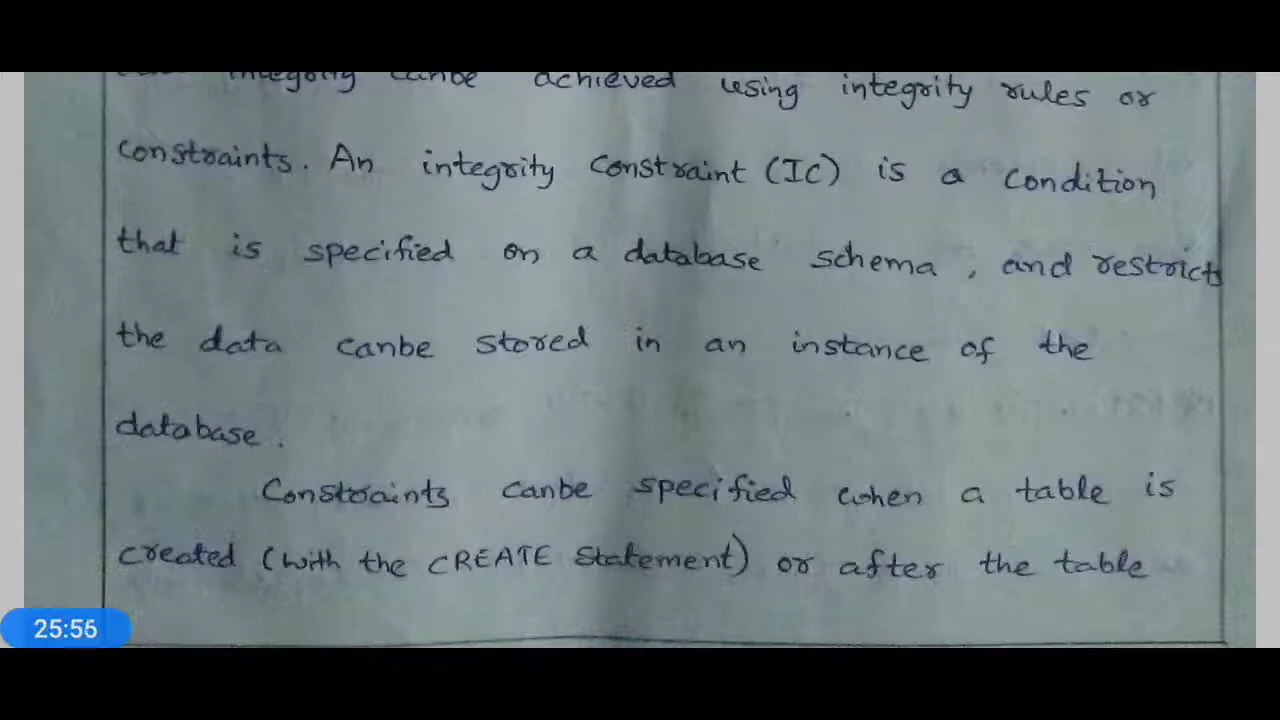 integrity canbe achieved using integrity rules or
constraints. An integrity constraint (IC) is a condition
that is specified on a database schema, and restricts
the data canbe stored in an instance of the
database.
Constraints canbe specified when a table is
created (with the CREATE Statement) or after the table
25:56